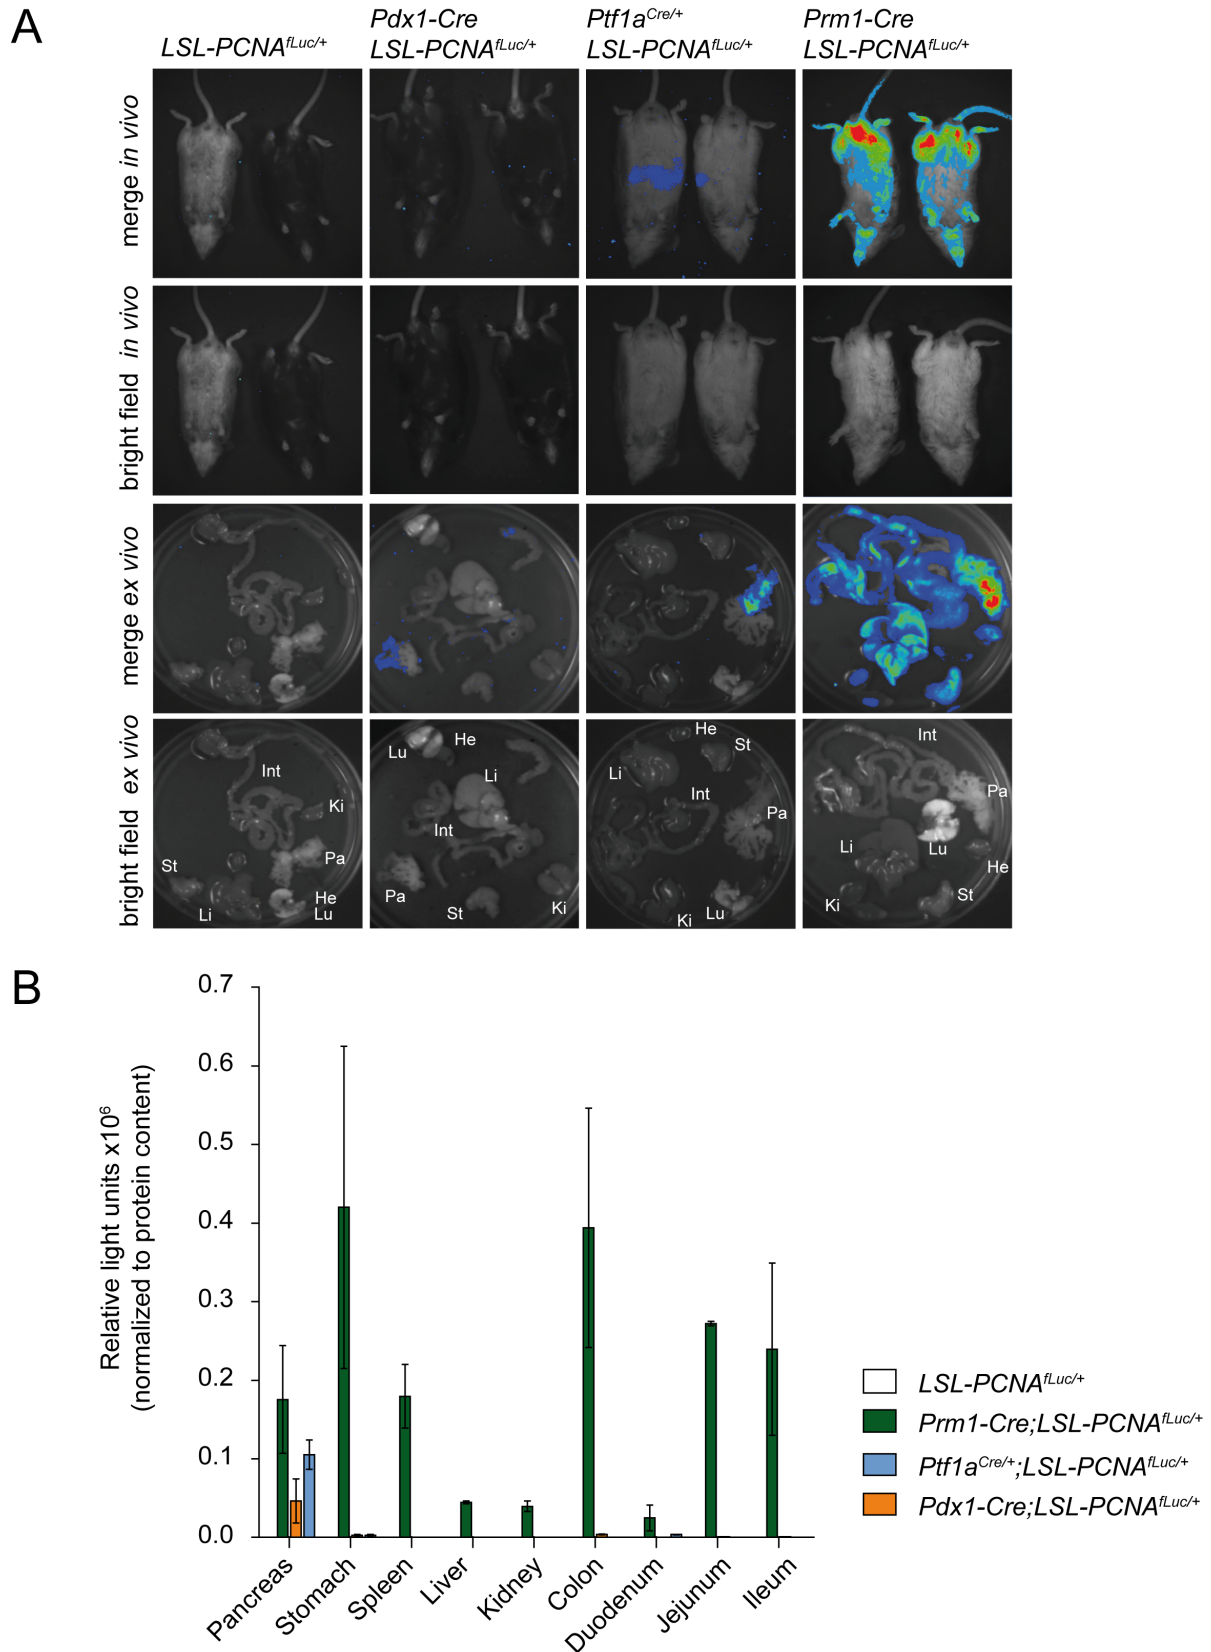 A
LSL-PCNAfLuc/+
Pdx1-Cre
LSL-PCNAfLuc/+
Ptf1aCre/+
LSL-PCNAfLuc/+
Prm1-Cre
LSL-PCNAfLuc/+
merge in vivo
bright field in vivo
merge ex vivo
bright field ex vivo
Int
Ki
St
Pa
He
Li
Lu
Lu
He
Li
Int
Pa
St
Ki
He
St
Li
Int
Pa
Ki
Lu
Int
Pa
Li
Lu
He
Ki
St
B
Relative light units x10⁶
(normalized to protein content)
0.7
0.6
0.5
0.4
0.3
0.2
0.1
0.0
Pancreas
Stomach
Spleen
Liver
Kidney
Colon
Duodenum
Jejunum
Ileum
LSL-PCNAfLuc/+
Prm1-Cre;LSL-PCNAfLuc/+
Ptf1aCre/+;LSL-PCNAfLuc/+
Pdx1-Cre;LSL-PCNAfLuc/+